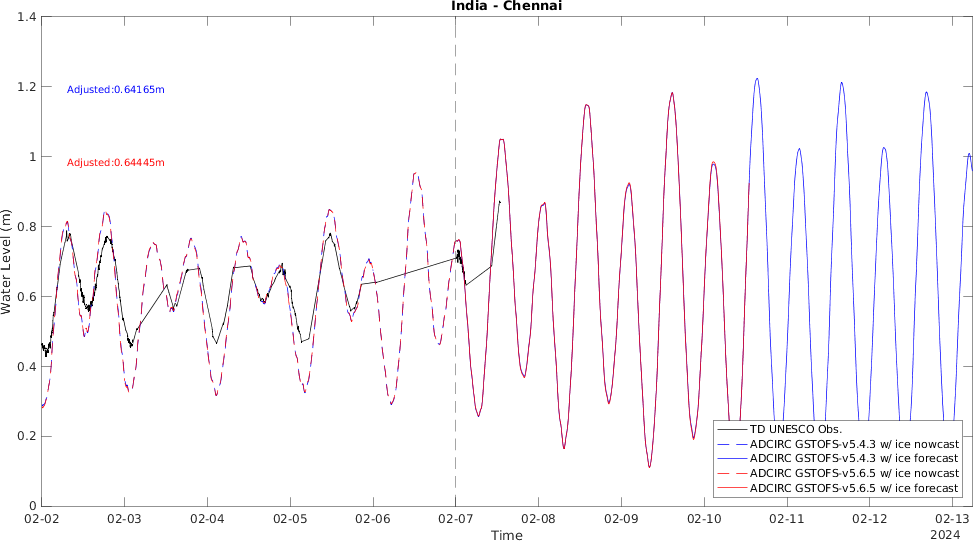 India - Chennai
1.4
1.2
1
0.8
0.6
0.4
0.2
0
Water Level (m)
Adjusted:0.64165m
Adjusted:0.64445m
TD UNESCO Obs.
ADCIRC GSTOFS-v5.4.3 w/ ice nowcast
ADCIRC GSTOFS-v5.4.3 w/ ice forecast
ADCIRC GSTOFS-v5.6.5 w/ ice nowcast
ADCIRC GSTOFS-v5.6.5 w/ ice forecast
02-02 02-03 02-04 02-05 02-06 02-07 02-08 02-09 02-10 02-11 02-12 02-13
Time
2024